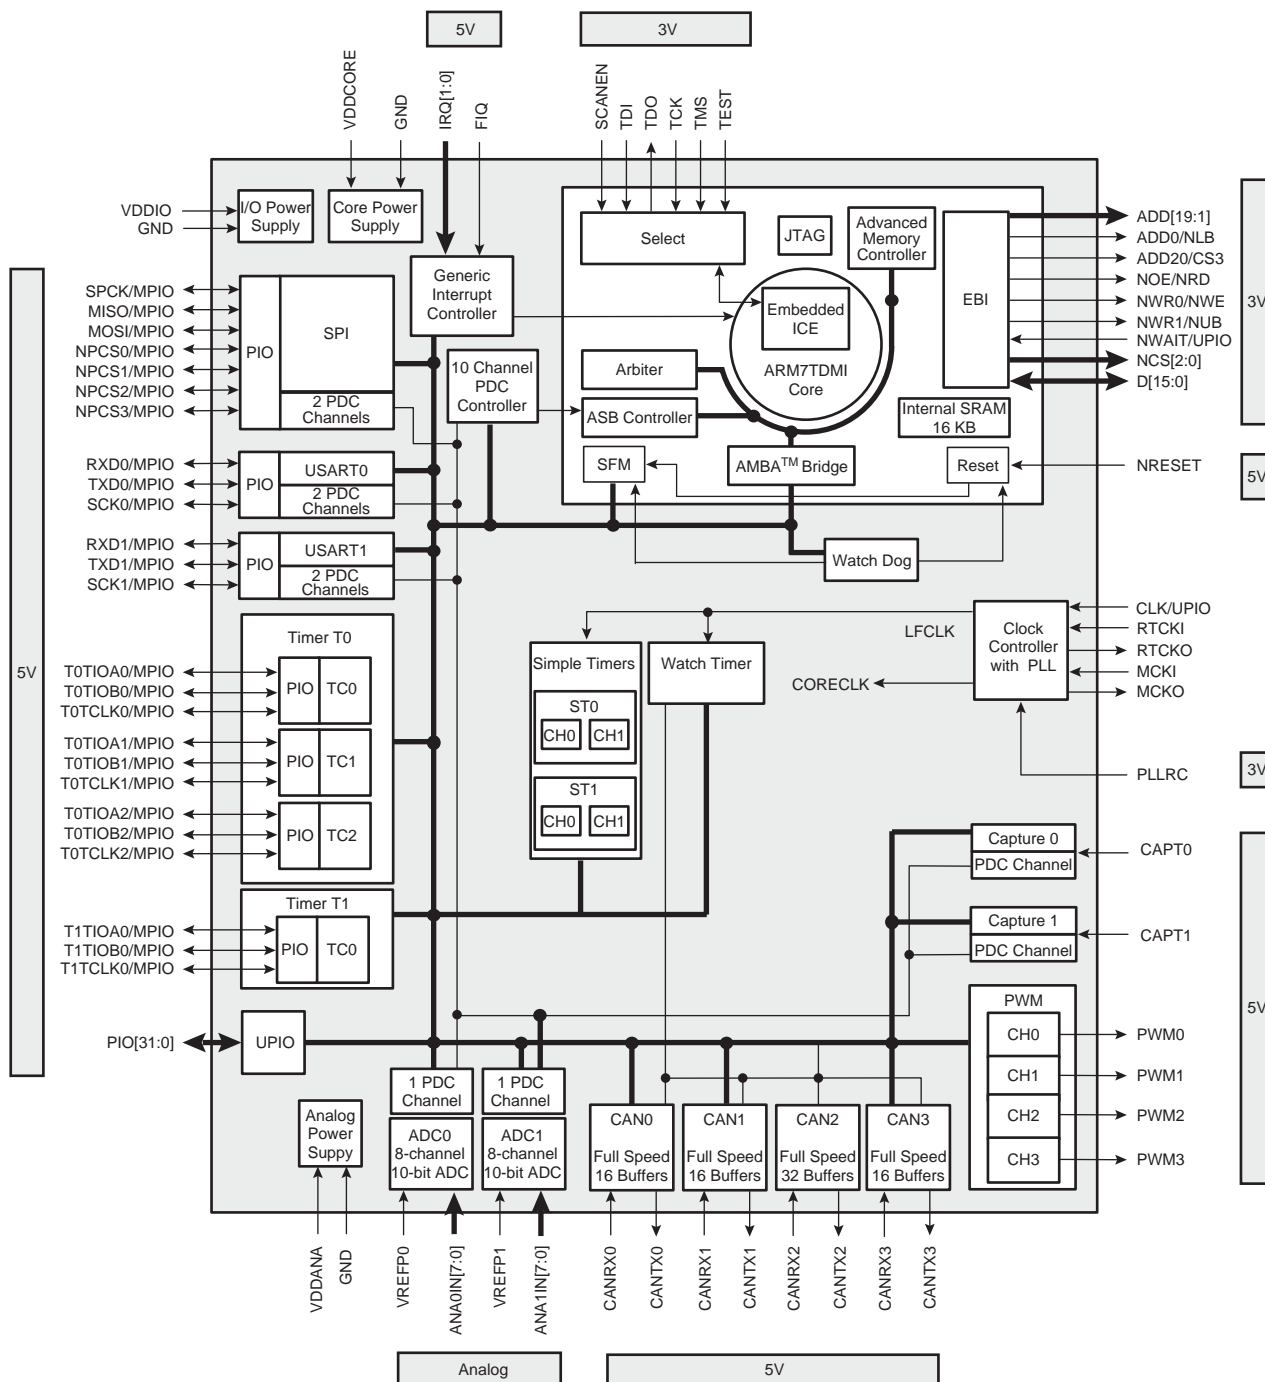 5V
3V
VDDCORE
GND
IRQ[1:0]
FIQ
SCANEN
TDI
TDO
TCK
TMS
TEST
VDDIO
GND
I/O Power
Supply
Core Power
Supply
Generic
Interrupt
Controller
Select
JTAG
Advanced
Memory
Controller
EBI
Embedded
ICE
ARM7TDMI
Core
Arbiter
ASB Controller
10 Channel
PDC
Controller
Internal SRAM
16 KB
SFM
AMBA™ Bridge
Reset
Watch Dog
ADD[19:1]
ADD0/NLB
ADD20/CS3
NOE/NRD
NWR0/NWE
NWR1/NUB
NWAIT/UPIO
NCS[2:0]
D[15:0]
3V
NRESET
5V
5V
SPCK/MPIO
MISO/MPIO
MOSI/MPIO
NPCS0/MPIO
NPCS1/MPIO
NPCS2/MPIO
NPCS3/MPIO
PIO
SPI
2 PDC
Channels
RXD0/MPIO
TXD0/MPIO
SCK0/MPIO
PIO
USART0
2 PDC
Channels
RXD1/MPIO
TXD1/MPIO
SCK1/MPIO
PIO
USART1
2 PDC
Channels
Timer T0
T0TIOA0/MPIO
T0TIOB0/MPIO
T0TCLK0/MPIO
PIO
TC0
T0TIOA1/MPIO
T0TIOB1/MPIO
T0TCLK1/MPIO
PIO
TC1
T0TIOA2/MPIO
T0TIOB2/MPIO
T0TCLK2/MPIO
PIO
TC2
Timer T1
T1TIOA0/MPIO
T1TIOB0/MPIO
T1TCLK0/MPIO
PIO
TC0
Simple Timers
ST0
CH0
CH1
ST1
CH0
CH1
Watch Timer
LFCLK
CORECLK
Clock
Controller
with PLL
CLK/UPIO
RTCKI
RTCKO
MCKI
MCKO
PLLRC
3V
Capture 0
PDC Channel
CAPT0
Capture 1
PDC Channel
CAPT1
5V
PWM
CH0
CH1
CH2
CH3
PWM0
PWM1
PWM2
PWM3
PIO[31:0]
UPIO
Analog
Power
Suppy
1 PDC
Channel
ADC0
8-channel
10-bit ADC
1 PDC
Channel
ADC1
8-channel
10-bit ADC
CAN0
Full Speed
16 Buffers
CAN1
Full Speed
16 Buffers
CAN2
Full Speed
32 Buffers
CAN3
Full Speed
16 Buffers
VDDANA
GND
VREFP0
ANA0IN[7:0]
VREFP1
ANA1IN[7:0]
CANRX0
CANTX0
CANRX1
CANTX1
CANRX2
CANTX2
CANRX3
CANTX3
Analog
5V